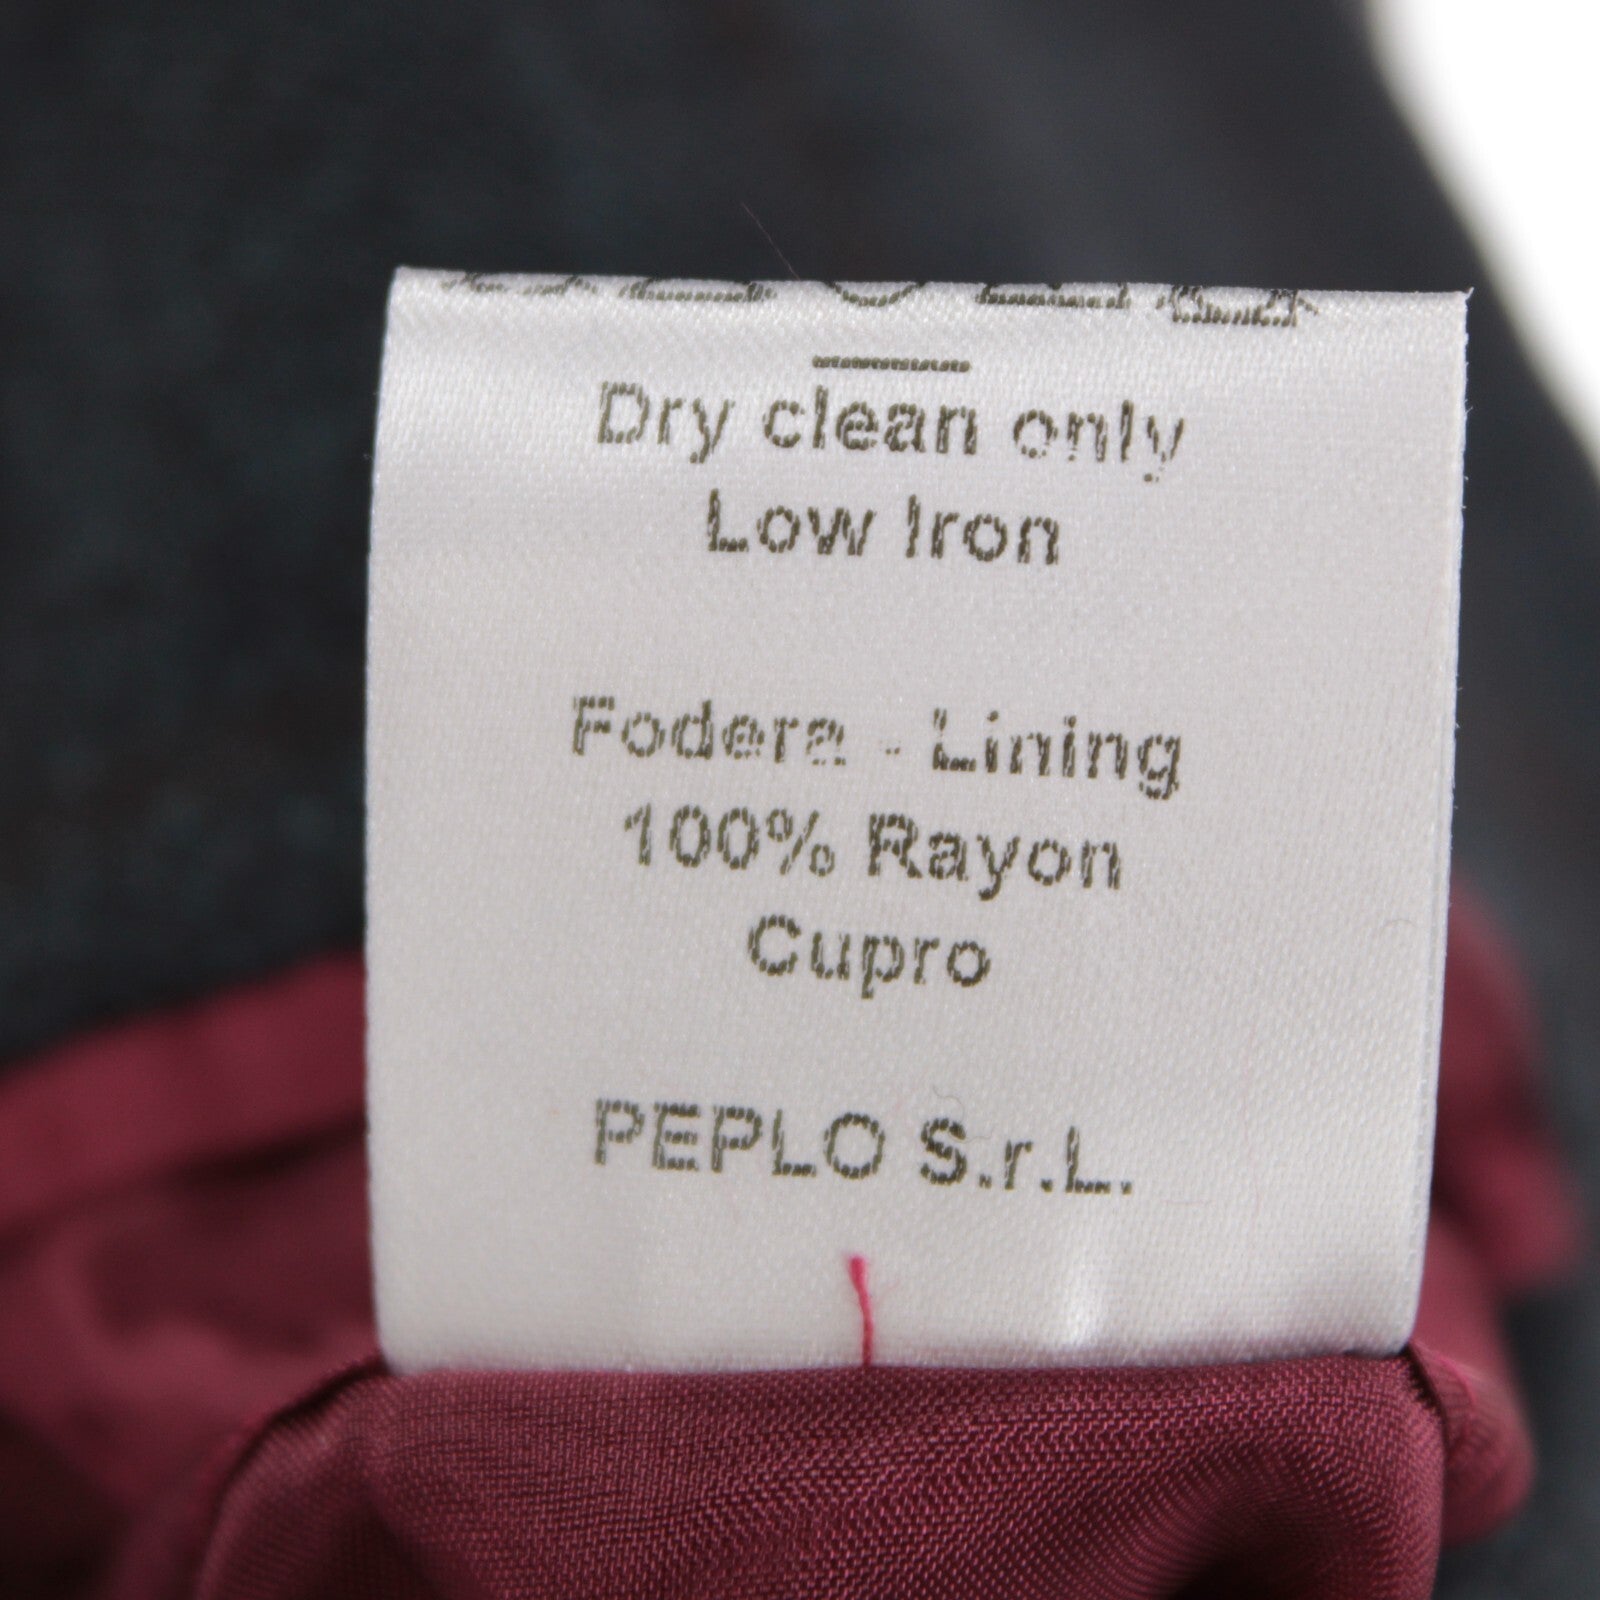 Dry clean only
Low Iron
Fodera - Lining
100% Rayon
Cupro
PEPLO S.r.L.